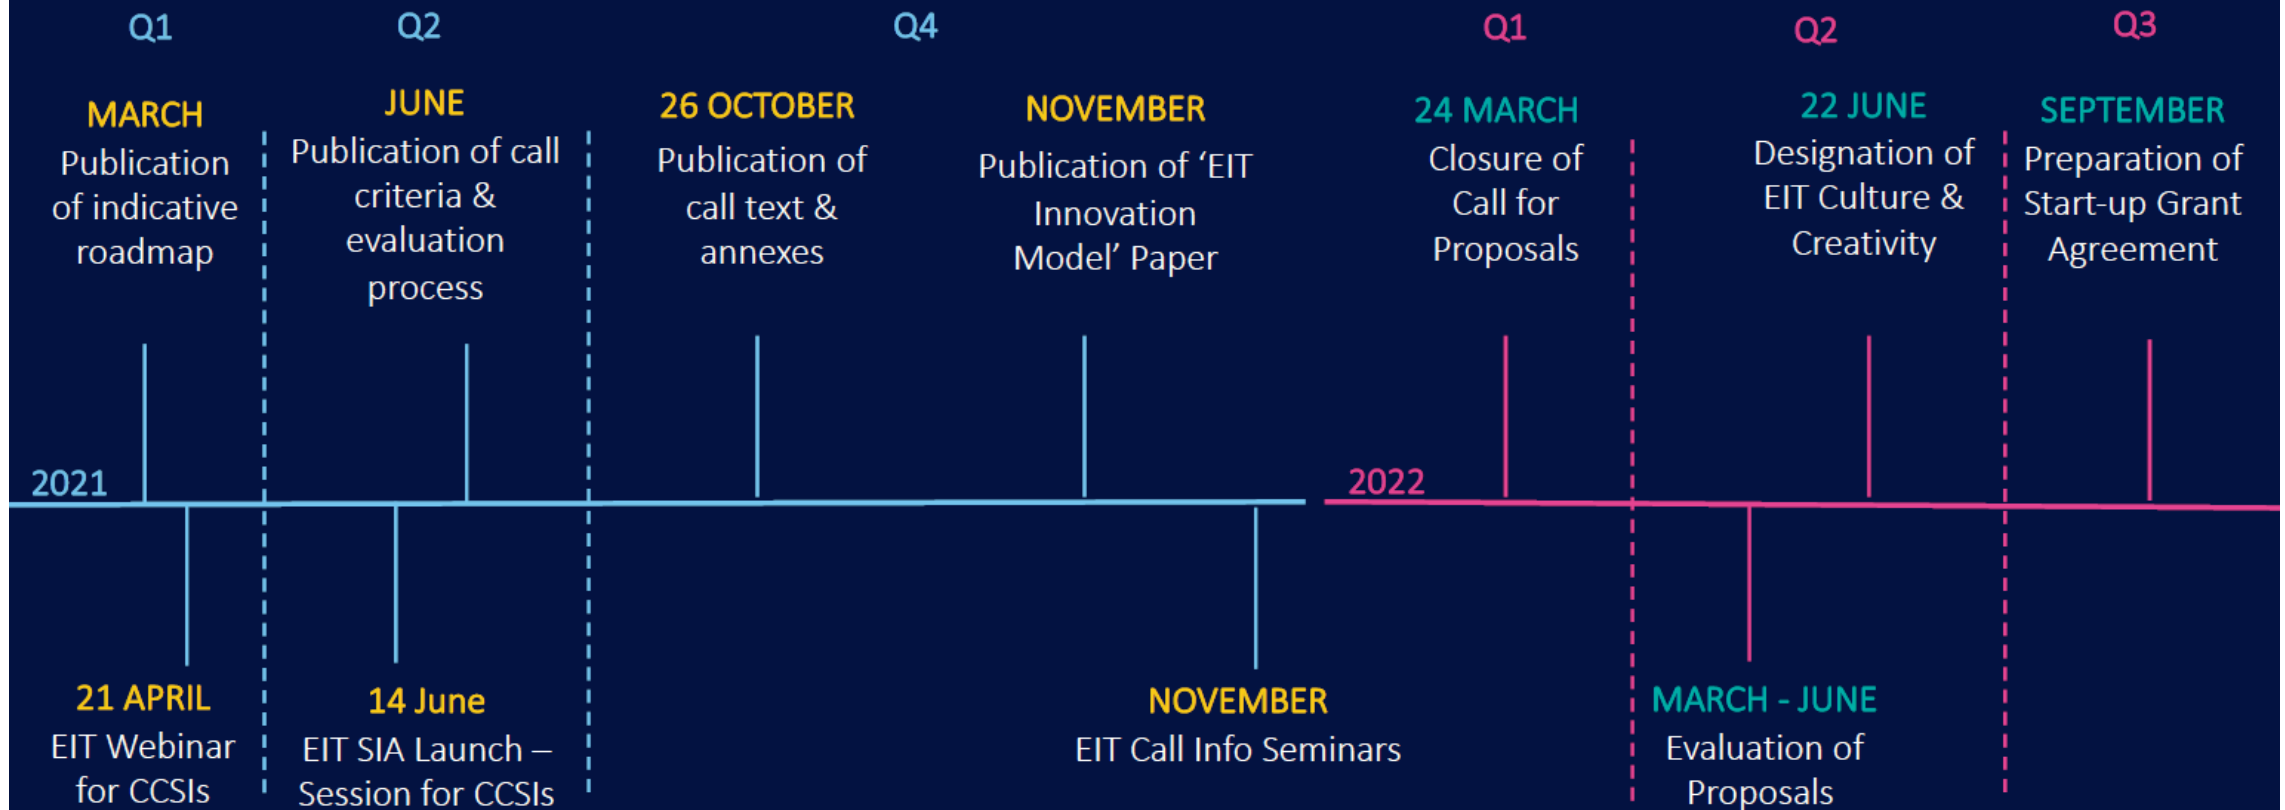 Q1
Q2
Q4
Q1
Q2
Q3
MARCH
Publication
of indicative
roadmap
JUNE
Publication of call
criteria &
evaluation
process
26 OCTOBER
Publication of
call text &
annexes
NOVEMBER
Publication of ‘EIT
Innovation
Model’ Paper
24 MARCH
Closure of
Call for
Proposals
22 JUNE
Designation of
EIT Culture &
Creativity
SEPTEMBER
Preparation of
Start-up Grant
Agreement
2021
2022
21 APRIL
EIT Webinar
for CCSIs
14 June
EIT SIA Launch –
Session for CCSIs
NOVEMBER
EIT Call Info Seminars
MARCH - JUNE
Evaluation of
Proposals